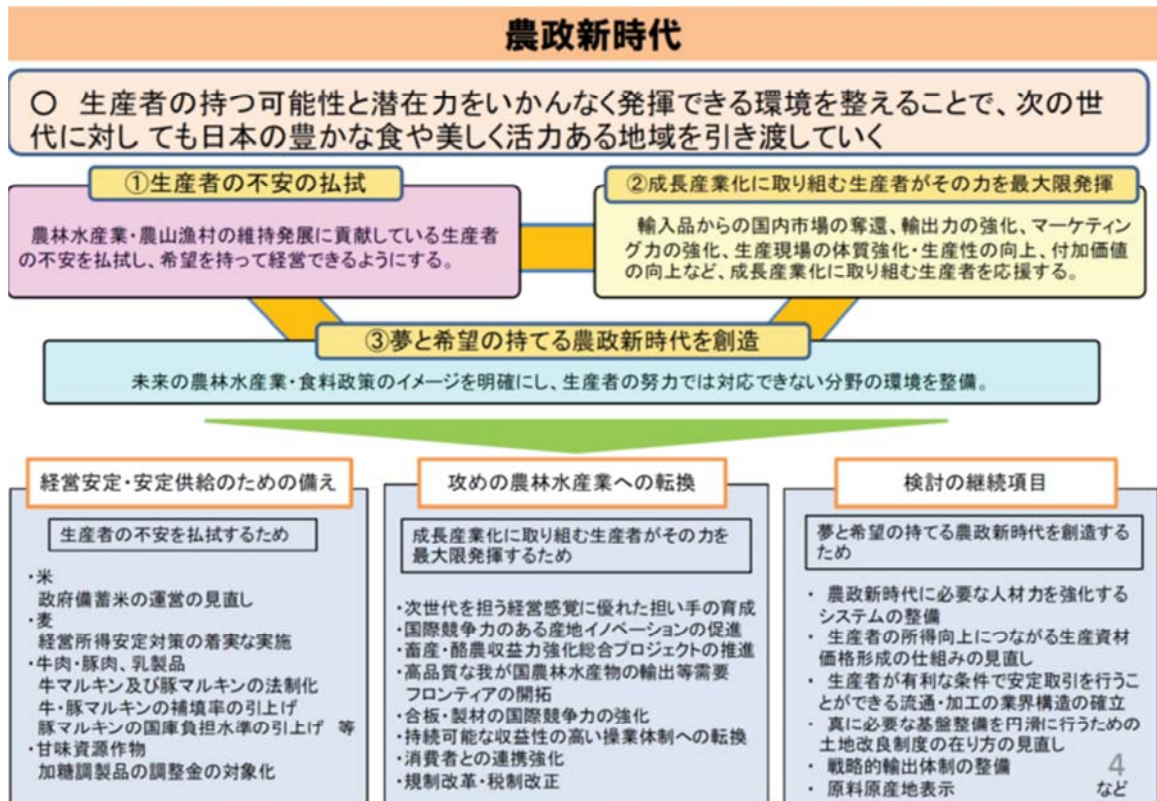 農政新時代
○ 生産者の持つ可能性と潜在力をいかんなく発揮できる環境を整えることで、次の世
代に対し ても日本の豊かな食や美しく活力ある地域を引き渡していく
①生産者の不安の払拭
農林水産業・農山漁村の維持発展に貢献している生産者
の不安を払拭し、希望を持って経営できるようにする。
②成長産業化に取り組む生産者がその力を最大限発揮
輸入品からの国内市場の奪還、輸出力の強化、マーケティン
グ力の強化、生産現場の体質強化・生産性の向上、付加価値
の向上など、成長産業化に取り組む生産者を応援する。
③夢と希望の持てる農政新時代を創造
未来の農林水産業・食料政策のイメージを明確にし、生産者の努力では対応できない分野の環境を整備。
経営安定・安定供給のための備え
生産者の不安を払拭するため
・米
政府備蓄米の運営の見直し
・麦
経営所得安定対策の着実な実施
・牛肉・豚肉、乳製品
牛マルキン及び豚マルキンの法制化
牛・豚マルキンの補填率の引上げ
豚マルキンの国庫負担水準の引上げ 等
・甘味資源作物
加糖調製品の調整金の対象化
攻めの農林水産業への転換
成長産業化に取り組む生産者がその力を
最大限発揮するため
・次世代を担う経営感覚に優れた担い手の育成
・国際競争力のある産地イノベーションの促進
・畜産・酪農収益力強化総合プロジェクトの推進
・高品質な我が国農林水産物の輸出等需要
フロンティアの開拓
・合板・製材の国際競争力の強化
・持続可能な収益性の高い操業体制への転換
・消費者との連携強化
・規制改革・税制改正
検討の継続項目
夢と希望の持てる農政新時代を創造する
ため
・ 農政新時代に必要な人材力を強化する
システムの整備
・ 生産者の所得向上につながる生産資材
価格形成の仕組みの見直し
・ 生産者が有利な条件で安定取引を行うこ
とができる流通・加工の業界構造の確立
・ 真に必要な基盤整備を円滑に行うための
土地改良制度の在り方の見直し
・ 戦略的輸出体制の整備
・ 原料原産地表示 など
4